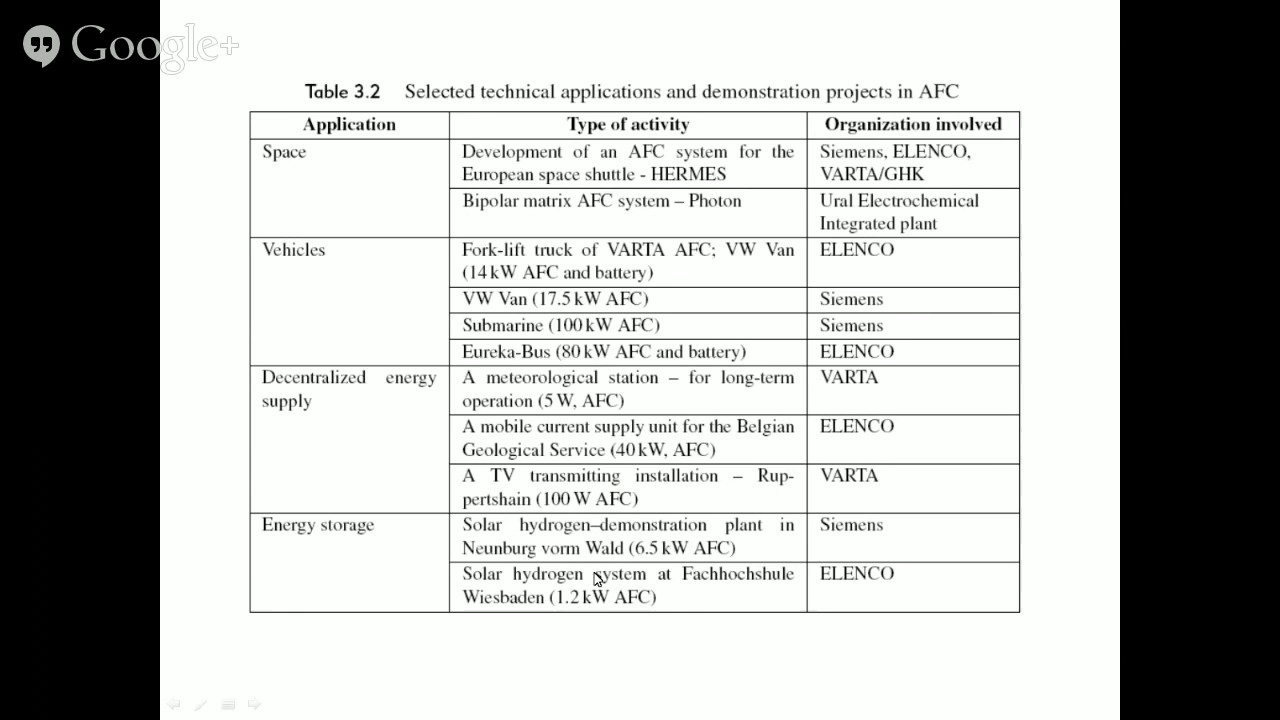 Google+
Table 3.2 Selected technical applications and demonstration projects in AFC
Application Type of activity Organization involved
Space Development of an AFC system for the Siemens, ELENCO,
European space shuttle - HERMES VARTA/GHK
Bipolar matrix AFC system – Photon Ural Electrochemical
Integrated plant
Vehicles Fork-lift truck of VARTA AFC; VW Van ELENCO
(14 kW AFC and battery)
VW Van (17.5 kW AFC) Siemens
Submarine (100 kW AFC) Siemens
Eureka-Bus (80 kW AFC and battery) ELENCO
Decentralized energy A meteorological station – for long-term VARTA
supply operation (5 W, AFC)
A mobile current supply unit for the Belgian ELENCO
Geological Service (40 kW, AFC)
A TV transmitting installation – Rup- VARTA
pertshain (100 W AFC)
Energy storage Solar hydrogen–demonstration plant in Siemens
Neunburg vorm Wald (6.5 kW AFC)
Solar hydrogen system at Fachhochshule ELENCO
Wiesbaden (1.2 kW AFC)